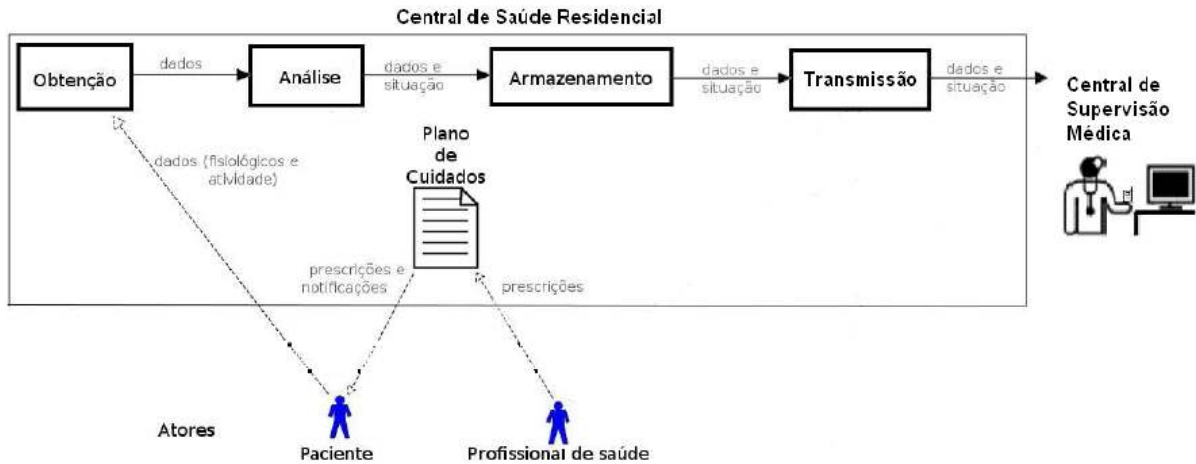 Central de Saúde Residencial
Obtenção
dados
Análise
dados e
situação
Armazenamento
dados e
situação
Transmissão
dados e
situação
Central de
Supervisão
Médica
dados (fisiológicos e
atividade)
Plano
de
Cuidados
prescrições e
notificações
prescrições
Atores
Paciente
Profissional de saúde